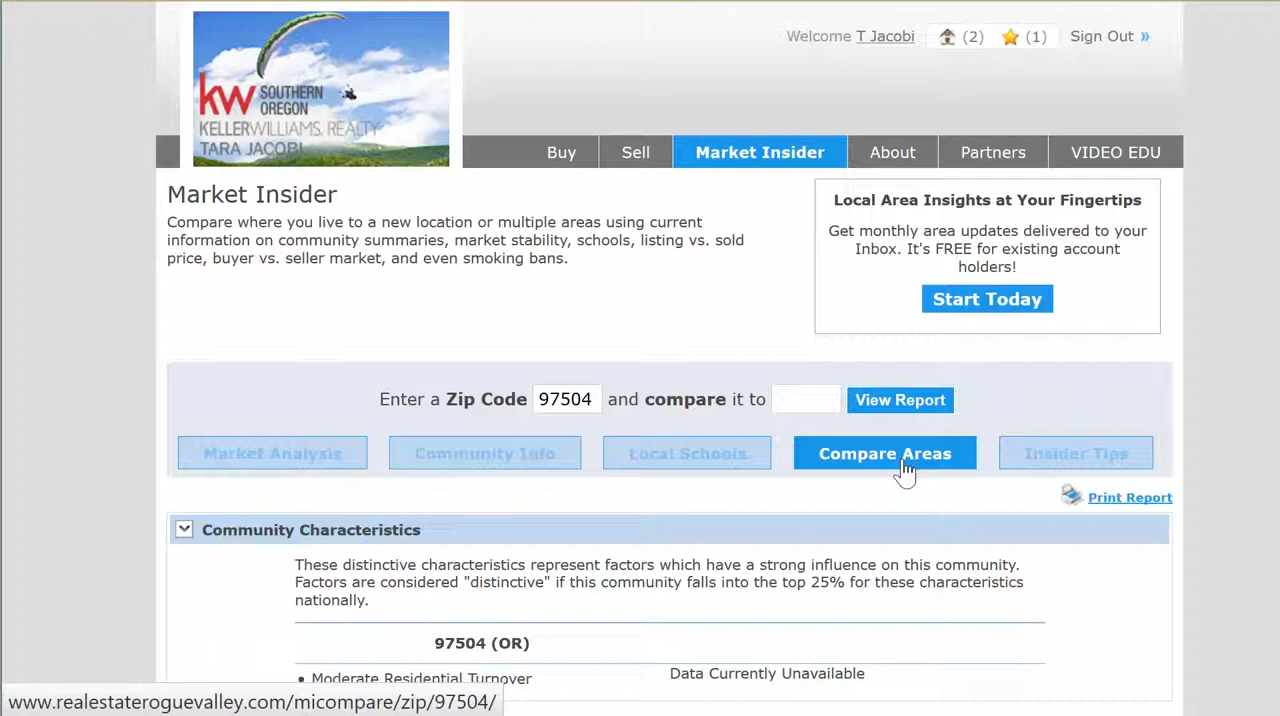 Welcome T Jacobi (2) (1) Sign Out »
kw SOUTHERN
OREGON
KELLERWILLIAMS. REALTY
TARA JACOBI
Buy Sell Market Insider About Partners VIDEO EDU
Market Insider
Compare where you live to a new location or multiple areas using current
information on community summaries, market stability, schools, listing vs. sold
price, buyer vs. seller market, and even smoking bans.
Local Area Insights at Your Fingertips
Get monthly area updates delivered to your
Inbox. It's FREE for existing account
holders!
Start Today
Enter a Zip Code 97504 and compare it to View Report
Market Analysis Community Info Local Schools Compare Areas Insider Tips
Print Report
Community Characteristics
These distinctive characteristics represent factors which have a strong influence on this community.
Factors are considered "distinctive" if this community falls into the top 25% for these characteristics
nationally.
97504 (OR)
• Moderate Residential Turnover
Data Currently Unavailable
www.realestateroguevalley.com/micompare/zip/97504/